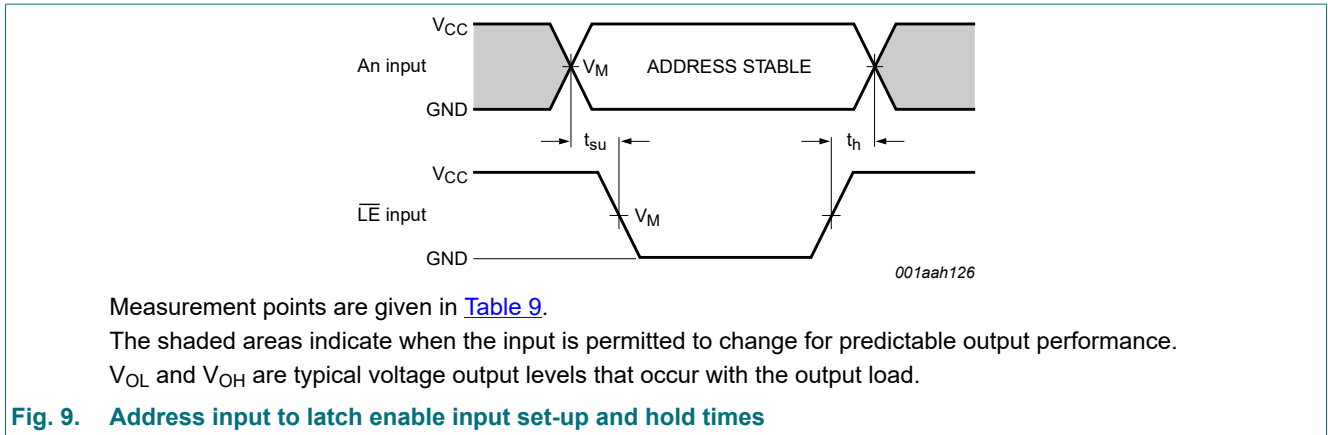 VCC
An input
VM
ADDRESS STABLE
GND
tsu
th
VCC
LE input
VM
GND
001aah126
Measurement points are given in Table 9.
The shaded areas indicate when the input is permitted to change for predictable output performance.
VOL and VOH are typical voltage output levels that occur with the output load.
Fig. 9. Address input to latch enable input set-up and hold times